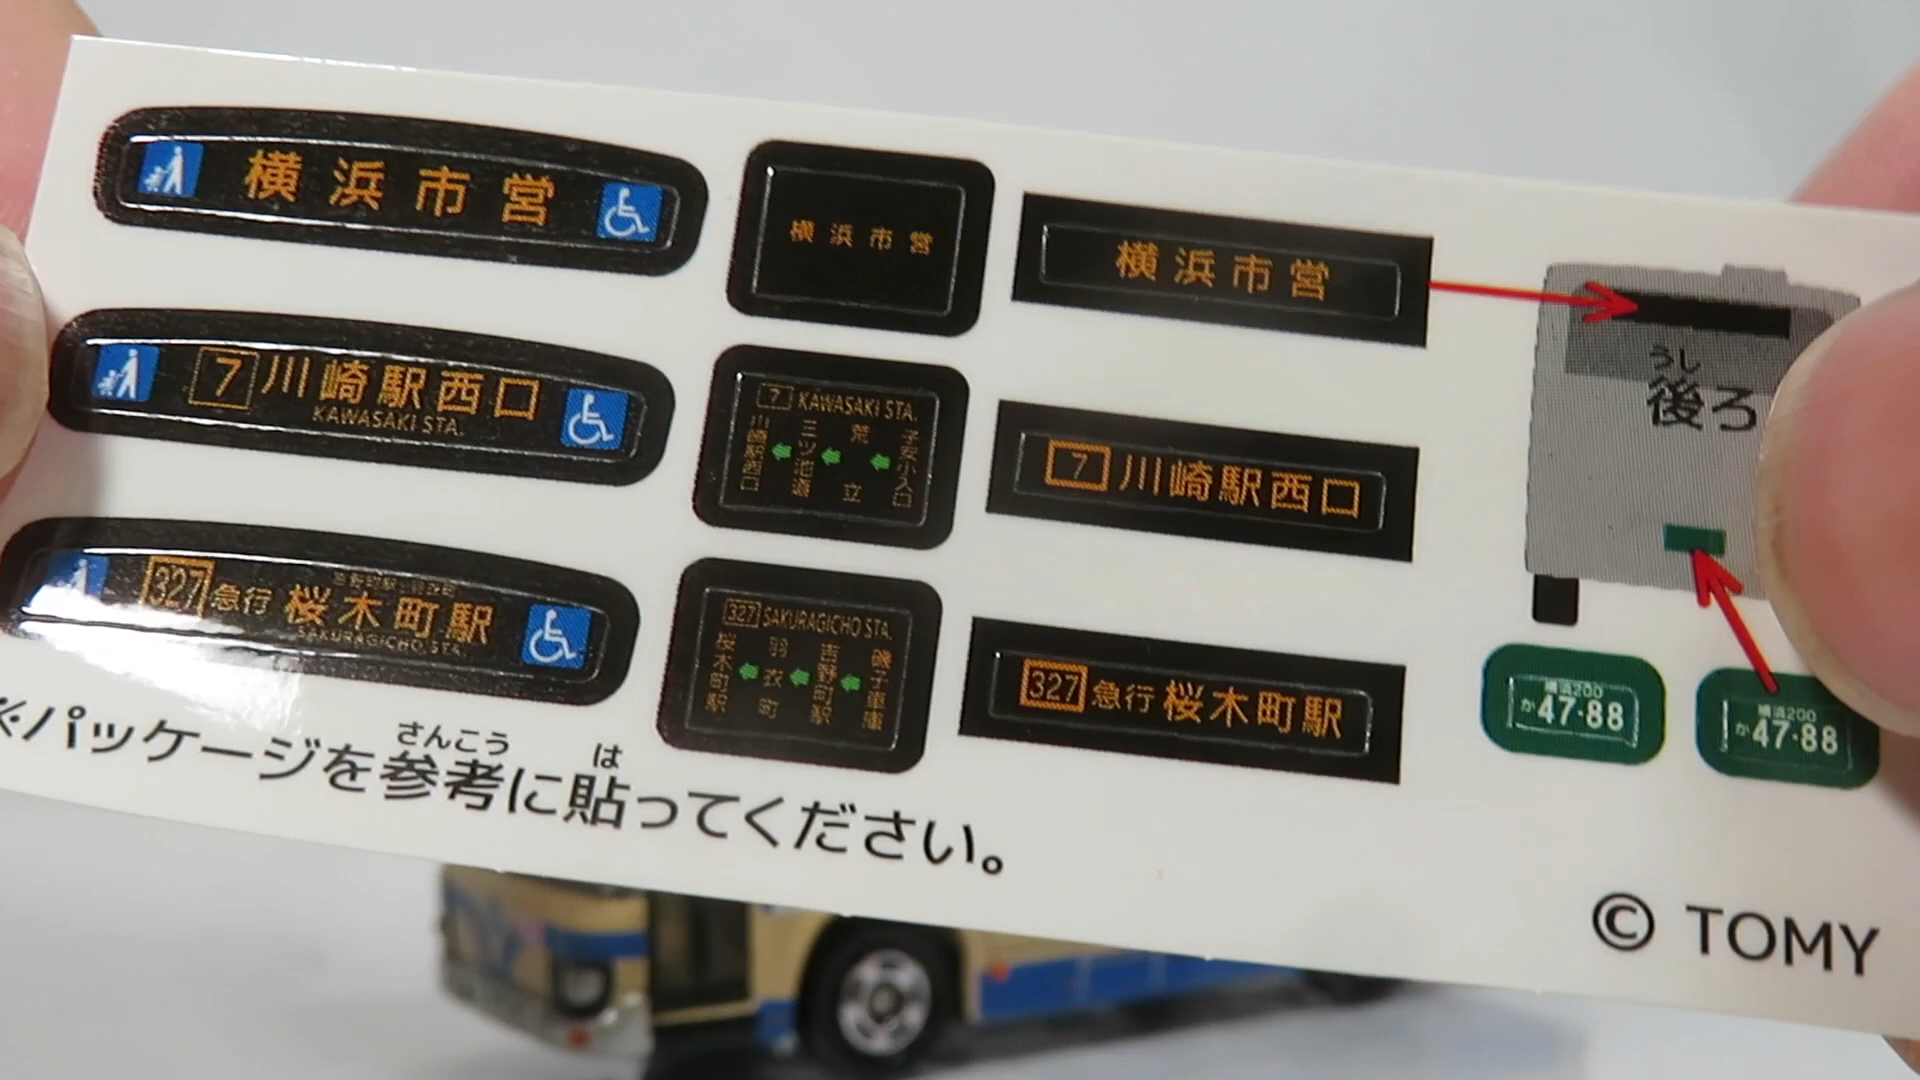 横浜市営
横浜市営
横浜市営
7 川崎駅西口
KAWASAKI STA.
7 KAWASAKI STA.
川崎駅西口
三ツ池道
荒立
子安小入口
7 川崎駅西口
327 急行 桜木町駅
SAKURAGICHO STA.
327 SAKURAGICHO STA.
桜木町駅
羽衣町
吉野町駅
磯子車庫
327 急行 桜木町駅
うし
後ろ
横浜200
か 47-88
横浜200
か 47-88
さんこう は
※パッケージを参考に貼ってください。
© TOMY